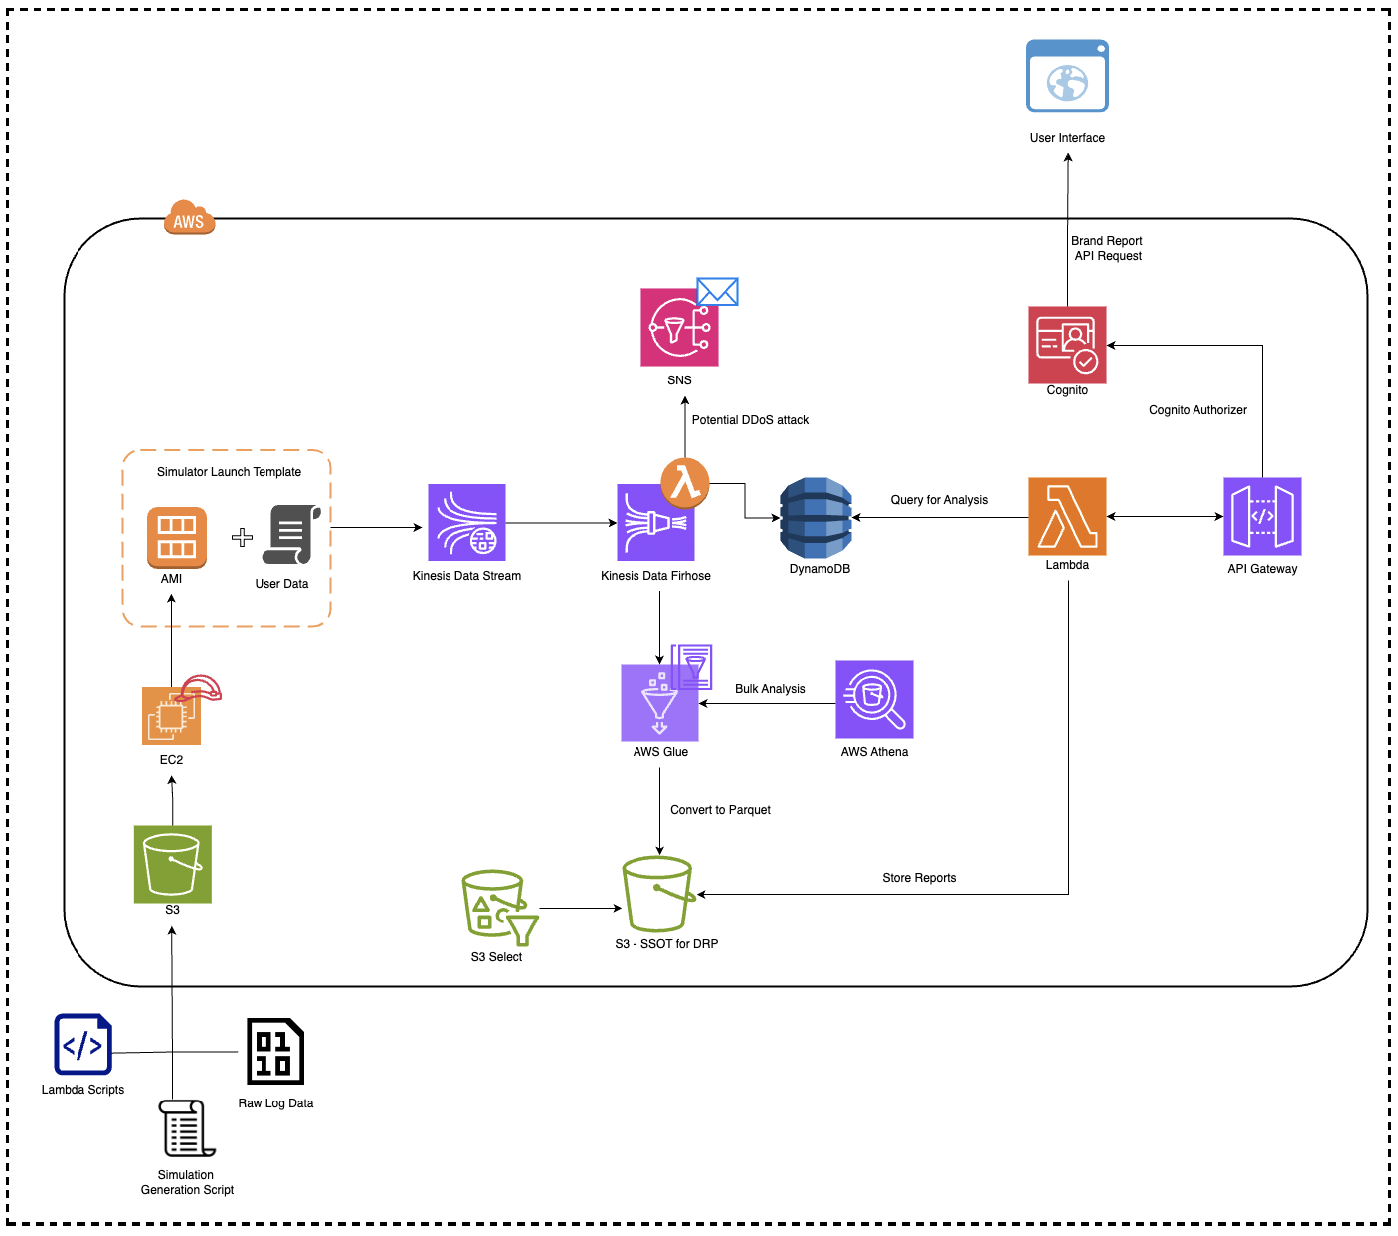 User Interface
AWS
Brand Report
API Request
SNS
Cognito
Potential DDoS attack
Cognito Authorizer
Simulator Launch Template
Query for Analysis
AMI
User Data
Kinesis Data Stream
Kinesis Data Firhose
DynamoDB
Lambda
</>
API Gateway
Bulk Analysis
EC2
AWS Glue
AWS Athena
Convert to Parquet
Store Reports
S3
S3 Select
S3 - SSOT for DRP
</>
01
10
Lambda Scripts
Raw Log Data
Simulation
Generation Script